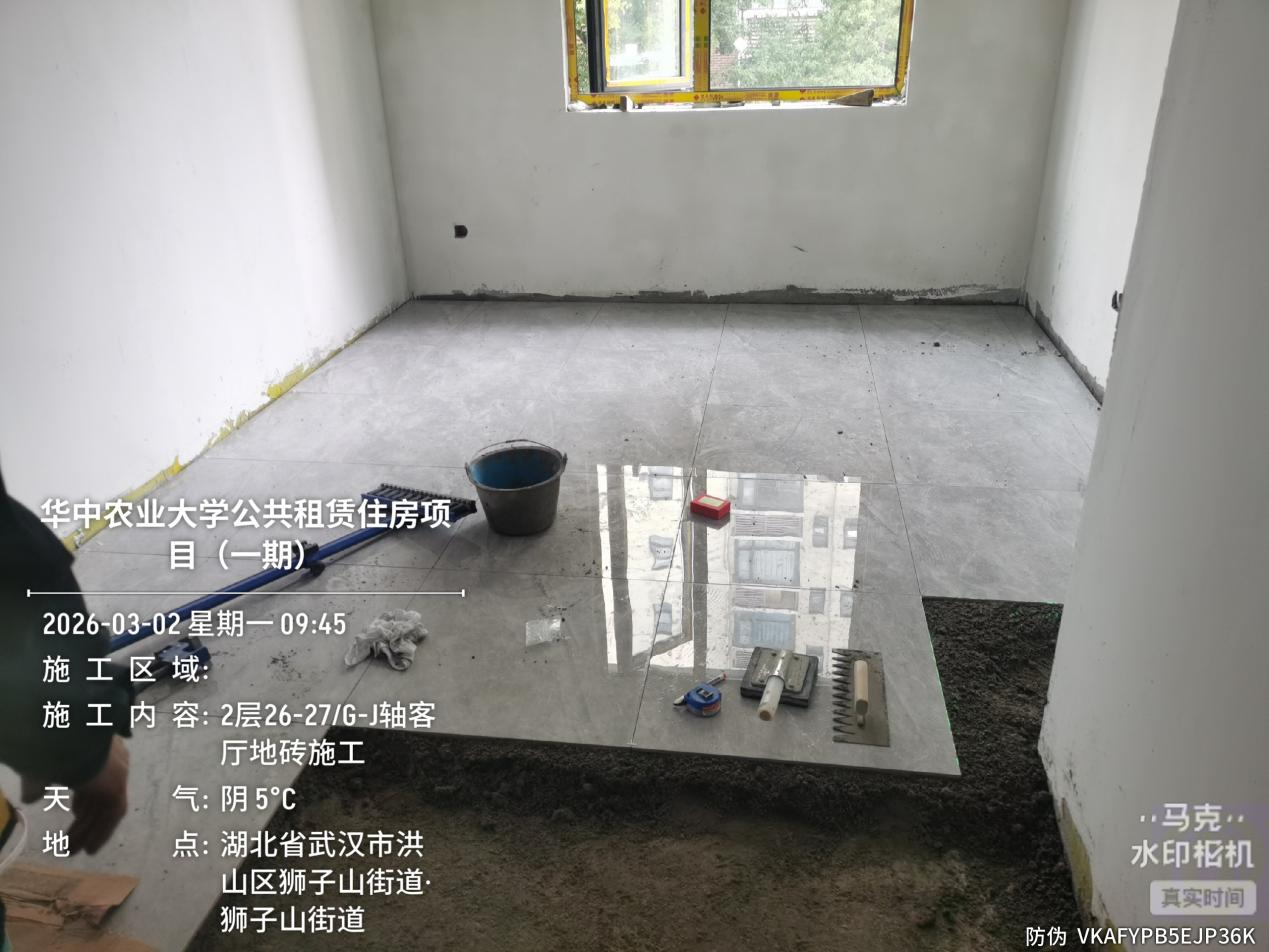 华中农业大学公共租赁住房项
目（一期）
2026-03-02 星期一 09:45
施工区域:
施工内容: 2层26-27/G-J轴客
厅地砖施工
天气: 阴 5°C
地点: 湖北省武汉市洪
山区狮子山街道·
狮子山街道
马克
水印相机
真实时间
防伪 VKAFYPB5EJP36K